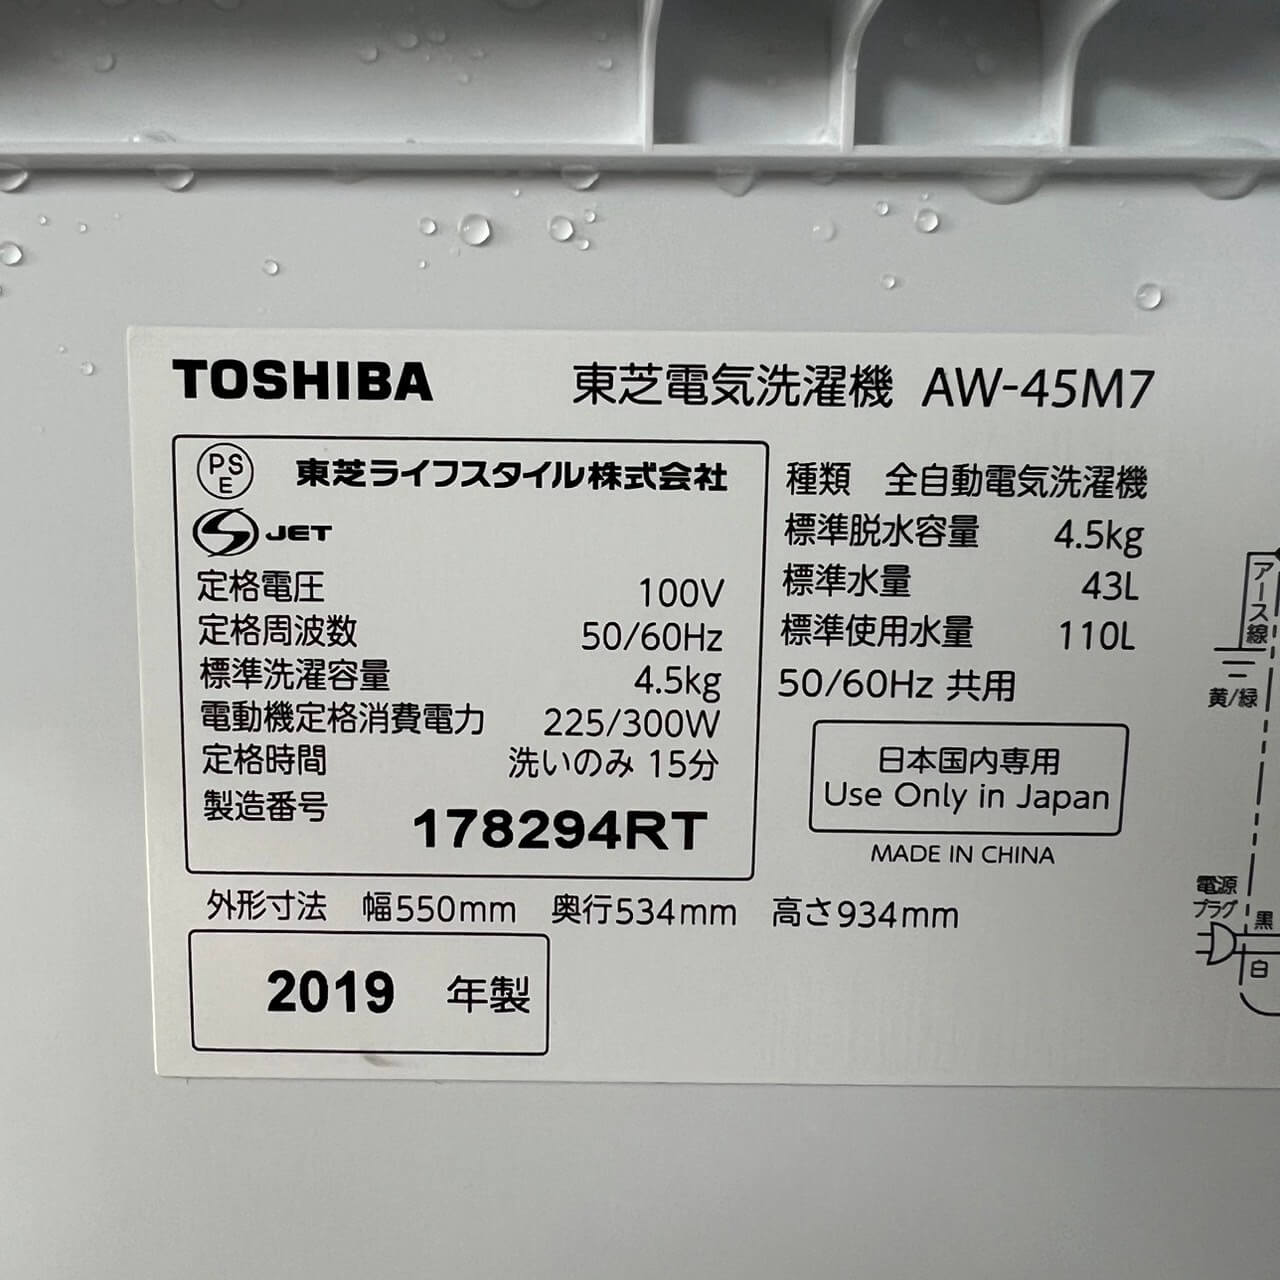 TOSHIBA 東芝電気洗濯機 AW-45M7
PSE 東芝ライフスタイル株式会社
S JET
定格電圧 100V
定格周波数 50/60Hz
標準洗濯容量 4.5kg
電動機定格消費電力 225/300W
定格時間 洗いのみ 15分
製造番号 178294RT
種類 全自動電気洗濯機
標準脱水容量 4.5kg
標準水量 43L
標準使用水量 110L
50/60Hz 共用
日本国内専用
Use Only in Japan
MADE IN CHINA
外形寸法 幅550mm 奥行534mm 高さ934mm
2019 年製
アース線
黄/緑
電源
プラグ
黒
白